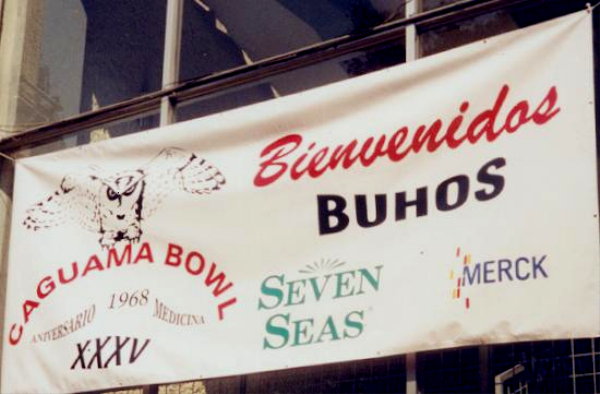 Bienvenidos
BUHOS
CAGUAMA BOWL
ANIVERSARIO 1968 MEDICINA
XXXV
SEVEN
SEAS
MERCK